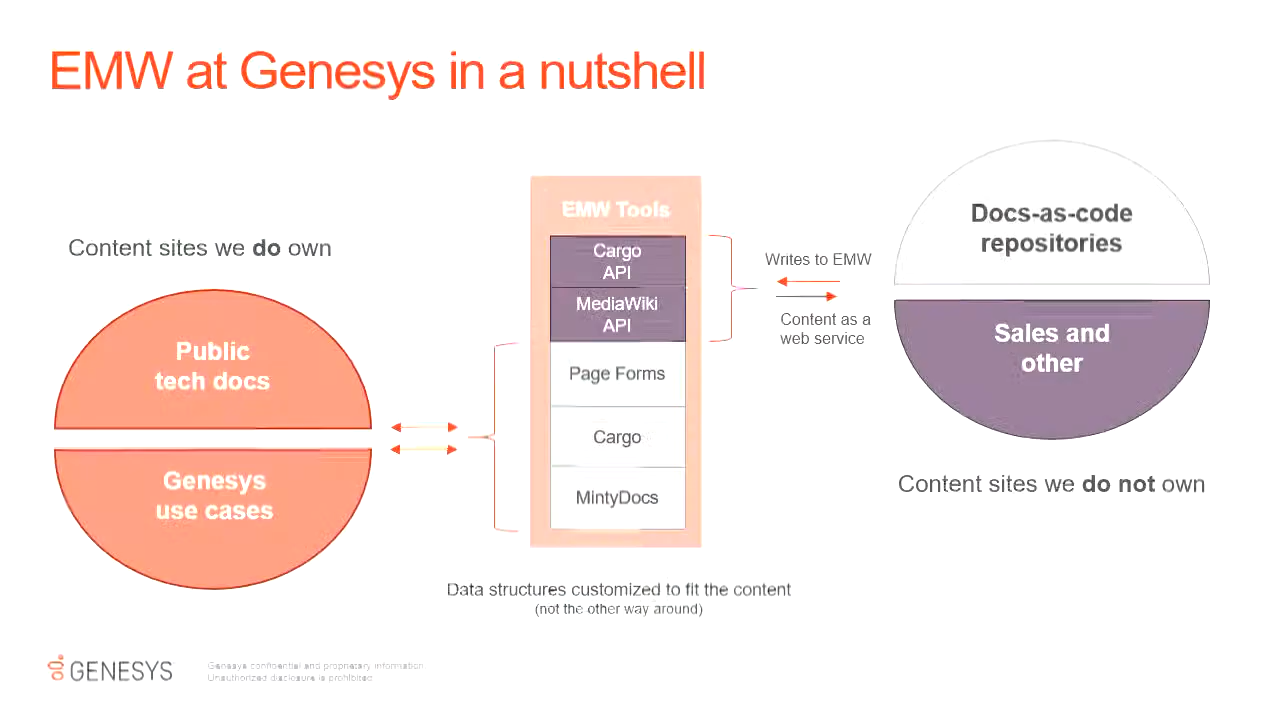 EMW at Genesys in a nutshell
Content sites we do own
Public
tech docs
Genesys
use cases
EMW Tools
Cargo
API
MediaWiki
API
Page Forms
Cargo
MintyDocs
Data structures customized to fit the content
(not the other way around)
Writes to EMW
Content as a
web service
Docs-as-code
repositories
Sales and
other
Content sites we do not own
GENESYS
Genesys confidential and proprietary information
Unauthorized disclosure is prohibited